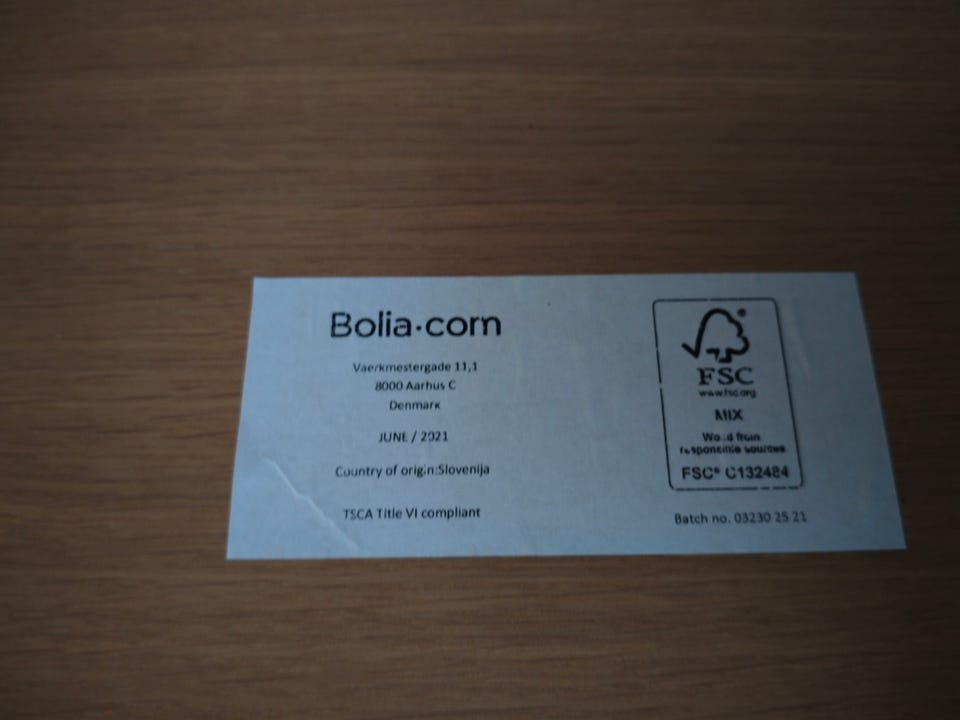 Bolia.com
Vaerkmestergade 11,1
8000 Aarhus C
Denmark
JUNE / 2021
Country of origin:Slovenija
TSCA Title VI compliant
FSC
www.fsc.org
MIX
Wood from
responsible sources
FSC® C132484
Batch no. 03230 25 21